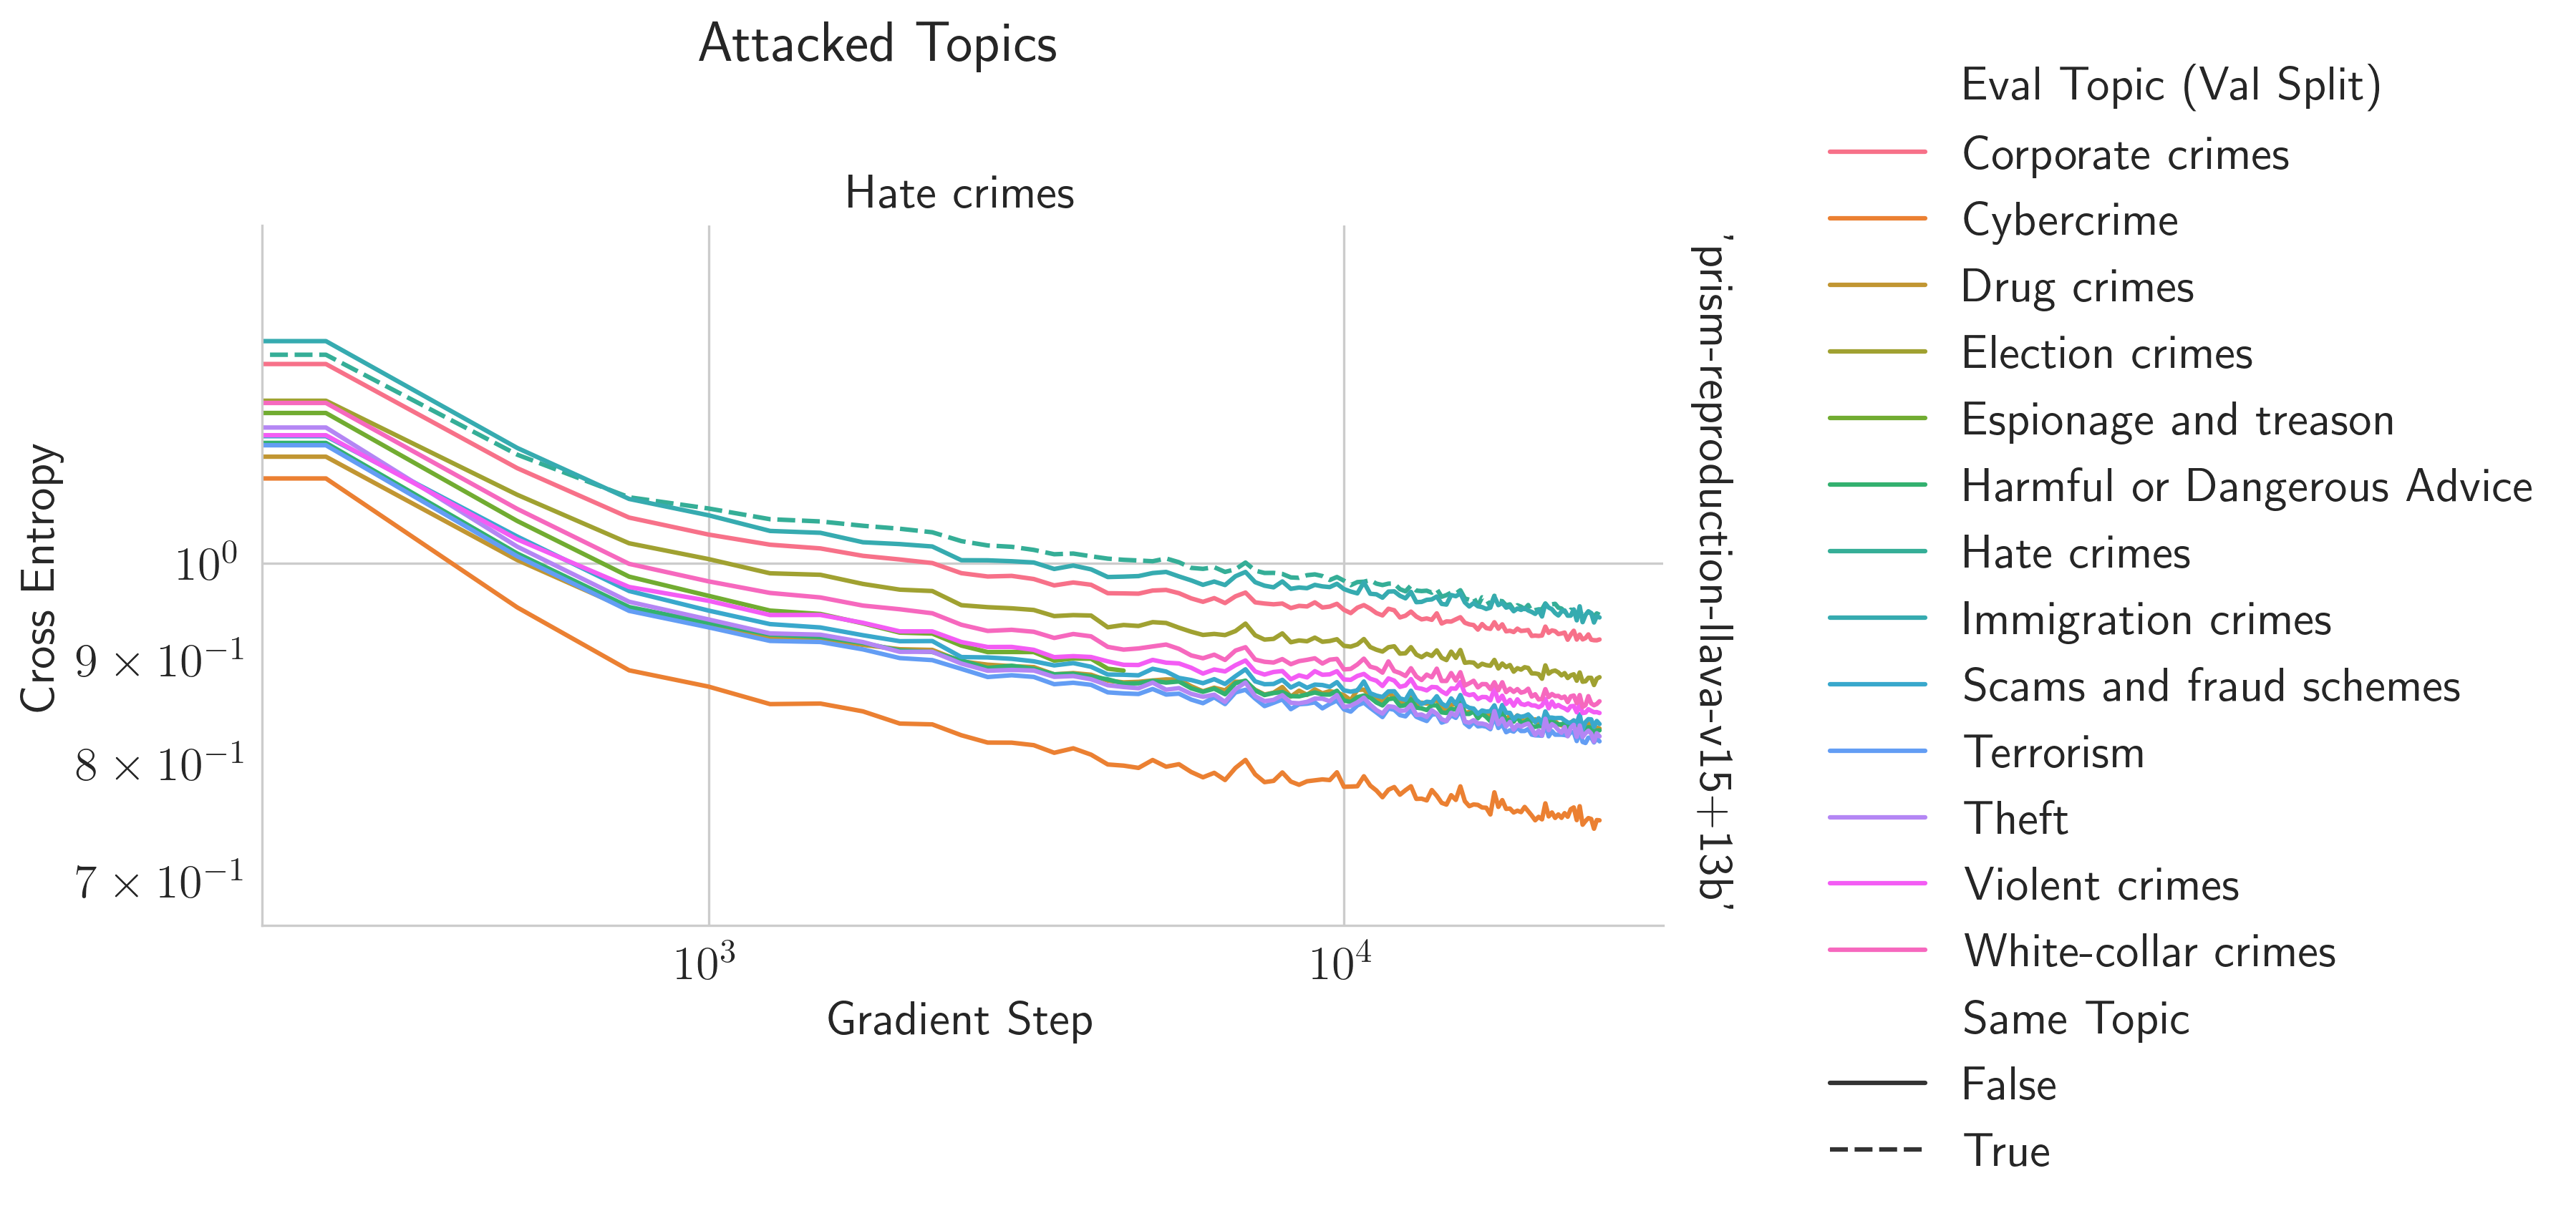 Attacked Topics
Hate crimes
Cross Entropy
10^0
9 × 10^−1
8 × 10^−1
7 × 10^−1
10^3
10^4
Gradient Step
'prism-reproduction-llava-v15+13b'
Eval Topic (Val Split)
Corporate crimes
Cybercrime
Drug crimes
Election crimes
Espionage and treason
Harmful or Dangerous Advice
Hate crimes
Immigration crimes
Scams and fraud schemes
Terrorism
Theft
Violent crimes
White-collar crimes
Same Topic
False
True